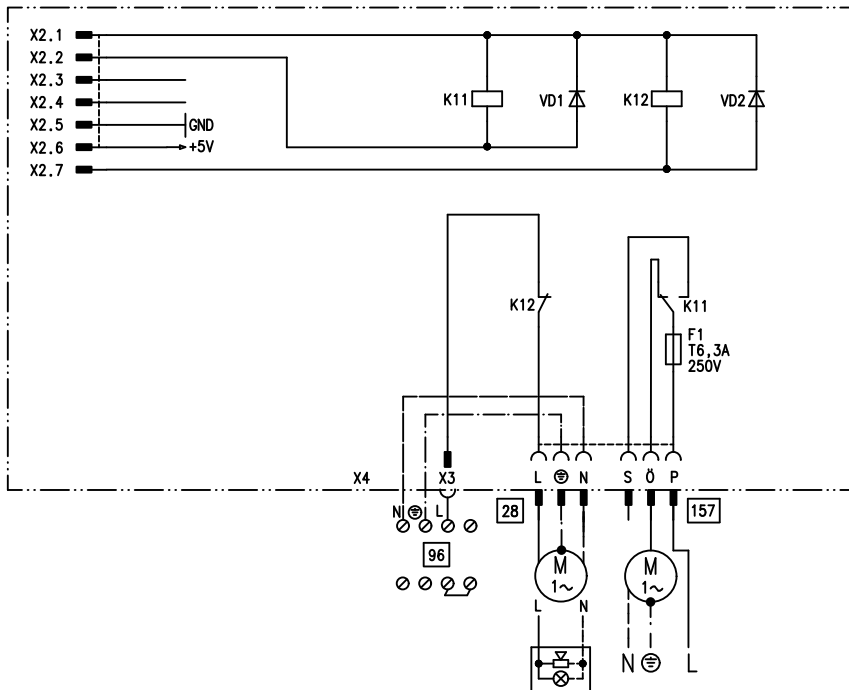 X2.1
X2.2
X2.3
X2.4
X2.5 GND
X2.6 +5V
X2.7
K11 VD1 K12 VD2
K12 K11
F1
T6,3A
250V
X4 X3 L N S Ö P
N L 28 157
96
M
1~
M
1~
L N
N L